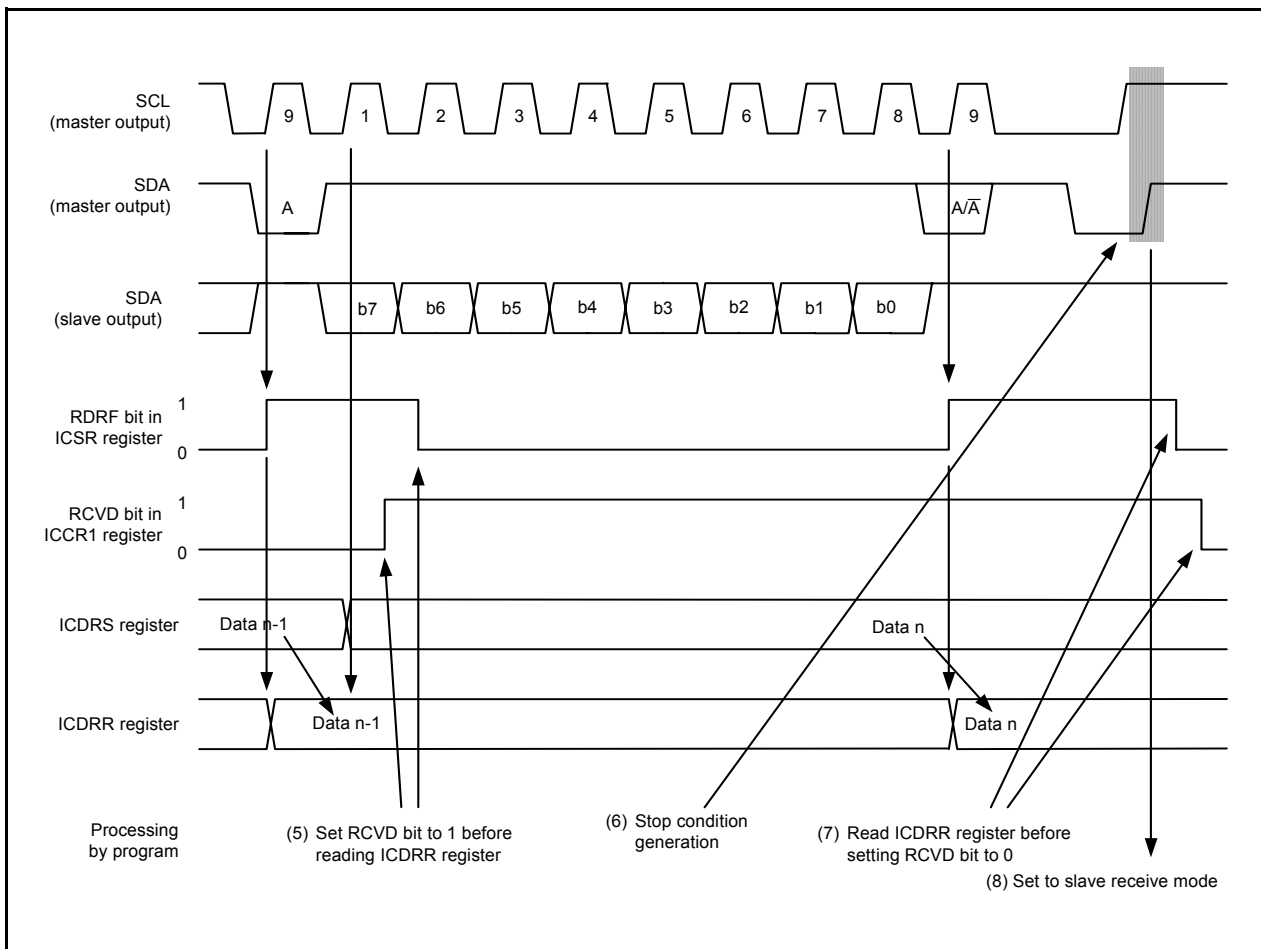 SCL
(master output)
9
1
2
3
4
5
6
7
8
9
SDA
(master output)
A
A/A̅
SDA
(slave output)
b7
b6
b5
b4
b3
b2
b1
b0
RDRF bit in
ICSR register
1
0
RCVD bit in
ICCR1 register
1
0
ICDRS register
Data n-1
Data n
ICDRR register
Data n-1
Data n
Processing
by program
(5) Set RCVD bit to 1 before
reading ICDRR register
(6) Stop condition
generation
(7) Read ICDRR register before
setting RCVD bit to 0
(8) Set to slave receive mode